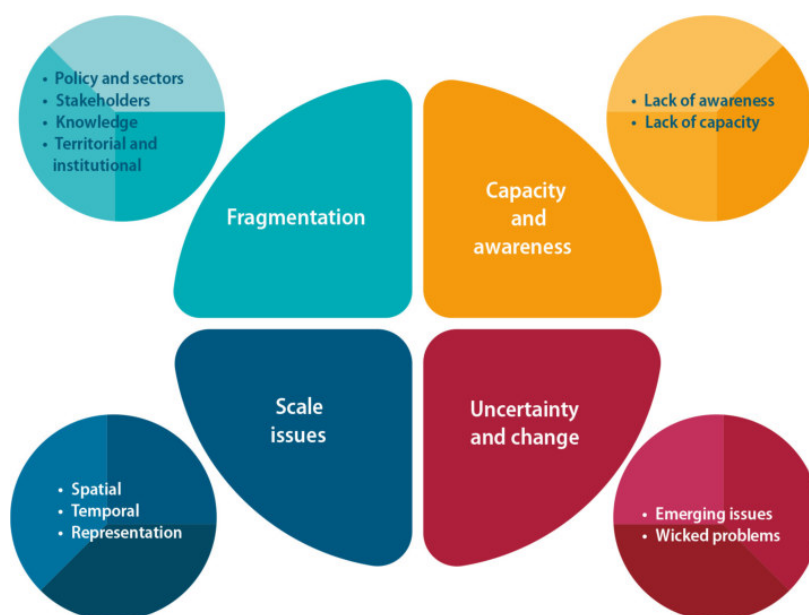 • Policy and sectors
• Stakeholders
• Knowledge
• Territorial and
institutional
• Lack of awareness
• Lack of capacity
Fragmentation
Capacity
and
awareness
Scale
issues
Uncertainty
and change
• Spatial
• Temporal
• Representation
• Emerging issues
• Wicked problems